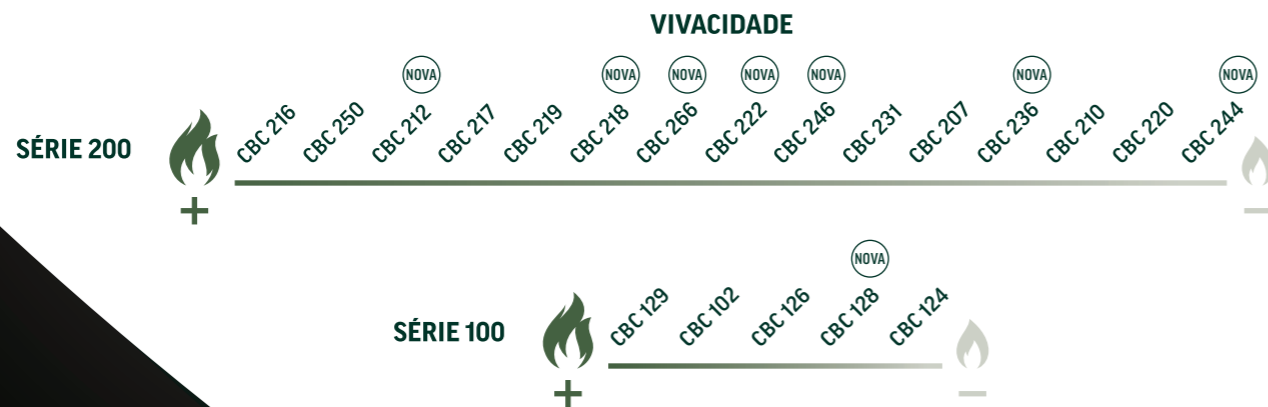 VIVACIDADE
NOVA NOVA NOVA NOVA NOVA NOVA NOVA
SÉRIE 200
+
CBC 216
CBC 250
CBC 212
CBC 217
CBC 219
CBC 218
CBC 266
CBC 222
CBC 246
CBC 231
CBC 207
CBC 236
CBC 210
CBC 220
CBC 244
−
NOVA
SÉRIE 100
+
CBC 129
CBC 102
CBC 126
CBC 128
CBC 124
−